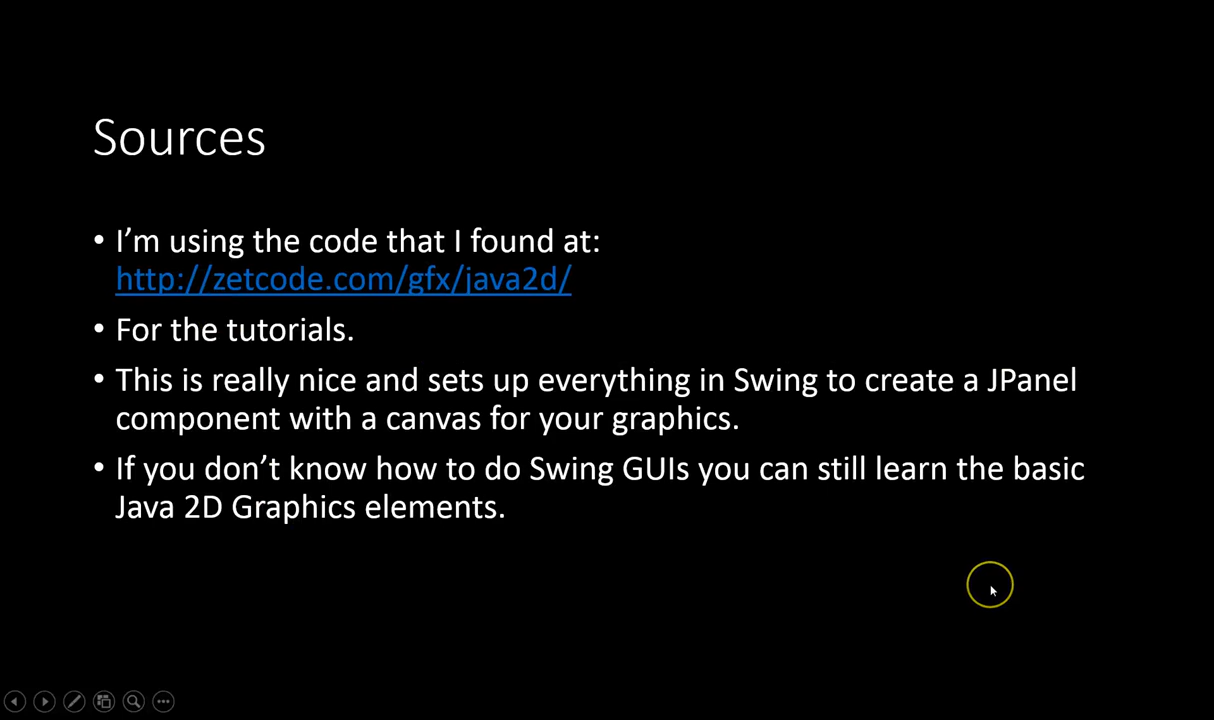 Sources
• I’m using the code that I found at:
http://zetcode.com/gfx/java2d/
• For the tutorials.
• This is really nice and sets up everything in Swing to create a JPanel
component with a canvas for your graphics.
• If you don’t know how to do Swing GUIs you can still learn the basic
Java 2D Graphics elements.